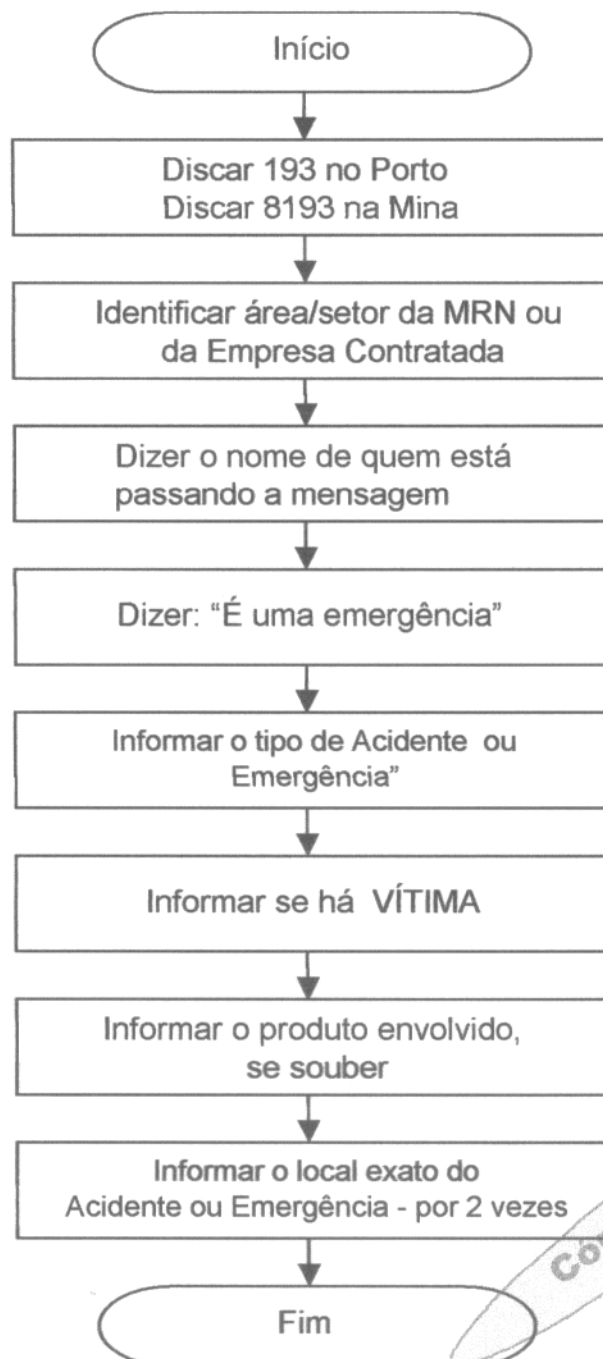 Início
Discar 193 no Porto
Discar 8193 na Mina
Identificar área/setor da MRN ou
da Empresa Contratada
Dizer o nome de quem está
passando a mensagem
Dizer: “É uma emergência”
Informar o tipo de Acidente ou
Emergência”
Informar se há VÍTIMA
Informar o produto envolvido,
se souber
Informar o local exato do
Acidente ou Emergência - por 2 vezes
Fim